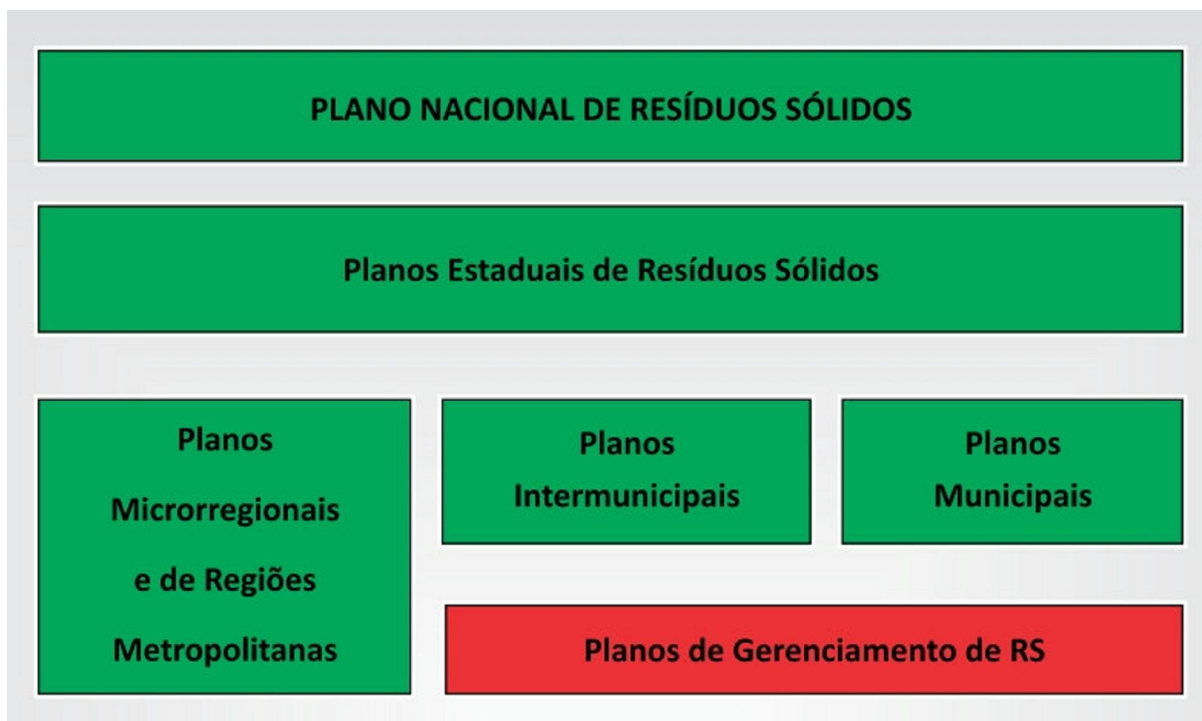 PLANO NACIONAL DE RESÍDUOS SÓLIDOS
Planos Estaduais de Resíduos Sólidos
Planos
Microrregionais
e de Regiões
Metropolitanas
Planos
Intermunicipais
Planos
Municipais
Planos de Gerenciamento de RS